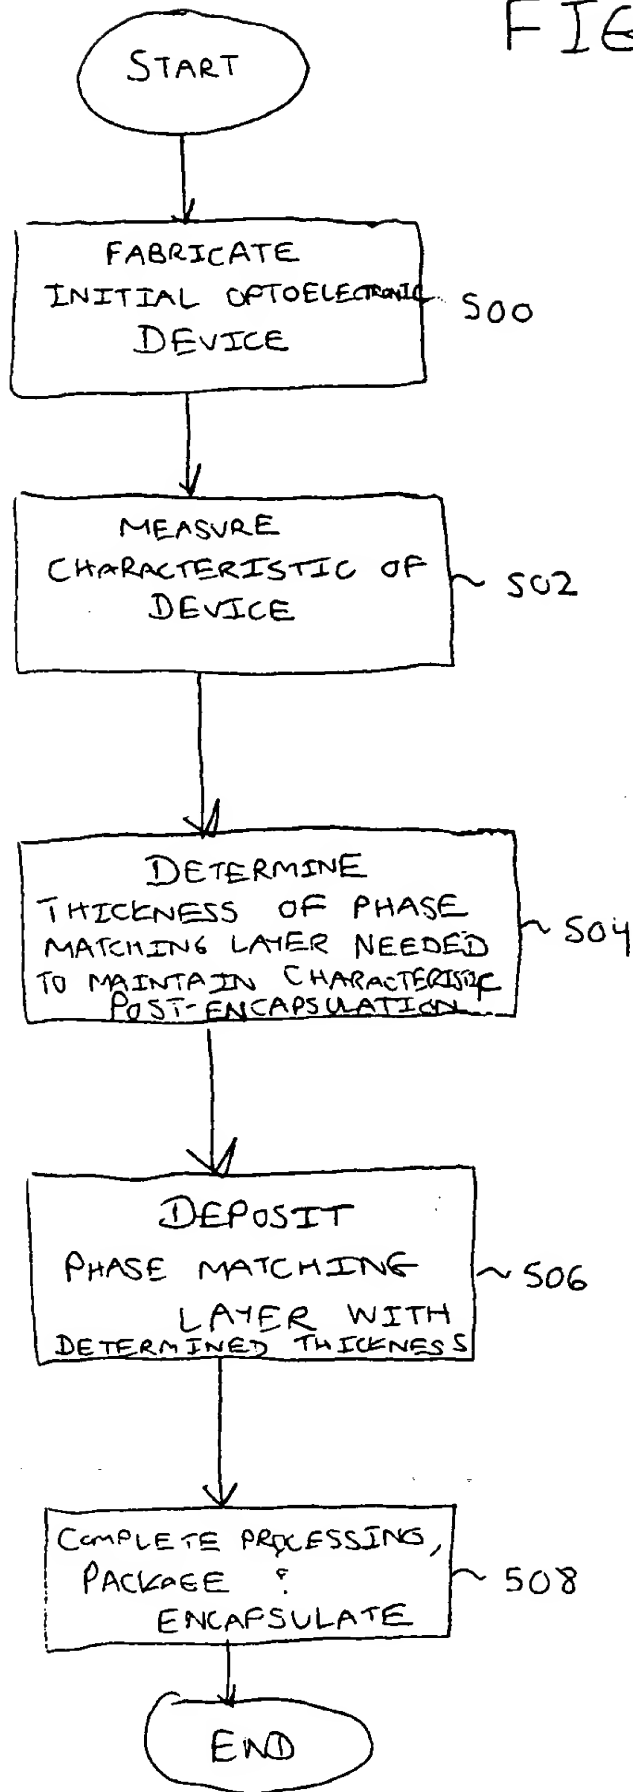 FIG
START
FABRICATE
INITIAL OPTOELECTRONIC
DEVICE
500
MEASURE
CHARACTERISTIC OF
DEVICE
502
DETERMINE
THICKNESS OF PHASE
MATCHING LAYER NEEDED
TO MAINTAIN CHARACTERISTIC
POST-ENCAPSULATION
504
DEPOSIT
PHASE MATCHING
LAYER WITH
DETERMINED THICKNESS
506
COMPLETE PROCESSING,
PACKAGE &
ENCAPSULATE
508
END